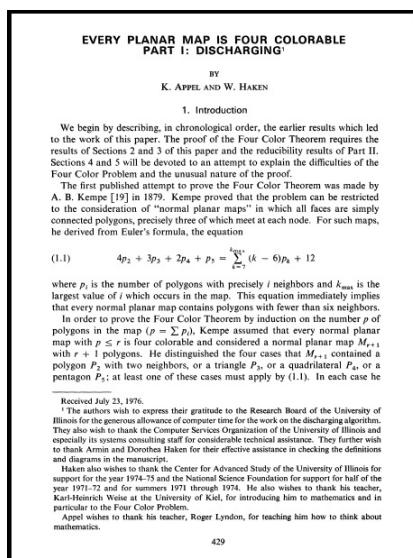 EVERY PLANAR MAP IS FOUR COLORABLE
PART I: DISCHARGING¹
BY
K. APPEL AND W. HAKEN
1. Introduction
We begin by describing, in chronological order, the earlier results which led
to the work of this paper. The proof of the Four Color Theorem requires the
results of Sections 2 and 3 of this paper and the reducibility results of Part II.
Sections 4 and 5 will be devoted to an attempt to explain the difficulties of the
Four Color Problem and the unusual nature of the proof.
The first published attempt to prove the Four Color Theorem was made by
A. B. Kempe [19] in 1879. Kempe proved that the problem can be restricted
to the consideration of “normal planar maps” in which all faces are simply
connected polygons, precisely three of which meet at each node. For such maps,
he derived from Euler's formula, the equation
(1.1) 4p₂ + 3p₃ + 2p₄ + p₅ = ∑_{k=7}^{k_max} (k − 6)p_k + 12
where p_i is the number of polygons with precisely i neighbors and k_max is the
largest value of i which occurs in the map. This equation immediately implies
that every normal planar map contains polygons with fewer than six neighbors.
In order to prove the Four Color Theorem by induction on the number p of
polygons in the map (p = ∑ p_i), Kempe assumed that every normal planar
map with p ≤ r is four colorable and considered a normal planar map M_{r+1}
with r + 1 polygons. He distinguished the four cases that M_{r+1} contained a
polygon P₂ with two neighbors, or a triangle P₃, or a quadrilateral P₄, or a
pentagon P₅; at least one of these cases must apply by (1.1). In each case he
Received July 23, 1976.
¹ The authors wish to express their gratitude to the Research Board of the University of
Illinois for the generous allowance of computer time for the work on the discharging algorithm.
They also wish to thank the Computer Services Organization of the University of Illinois and
especially its systems consulting staff for considerable technical assistance. They further wish
to thank Armin and Dorothea Haken for their effective assistance in checking the definitions
and diagrams in the manuscript.
Haken also wishes to thank the Center for Advanced Study of the University of Illinois for
support for the year 1974–75 and the National Science Foundation for support for half of the
year 1971–72 and for summers 1971 through 1974. He also wishes to thank his teacher,
Karl-Heinrich Weise at the University of Kiel, for introducing him to mathematics and in
particular to the Four Color Problem.
Appel wishes to thank his teacher, Roger Lyndon, for teaching him how to think about
mathematics.
429